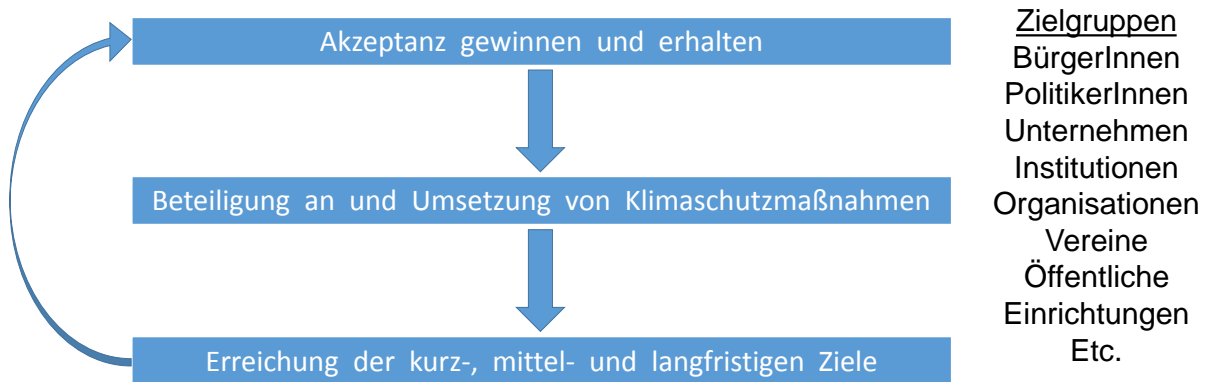 Akzeptanz gewinnen und erhalten
Beteiligung an und Umsetzung von Klimaschutzmaßnahmen
Erreichung der kurz-, mittel- und langfristigen Ziele
Zielgruppen
BürgerInnen
PolitikerInnen
Unternehmen
Institutionen
Organisationen
Vereine
Öffentliche
Einrichtungen
Etc.